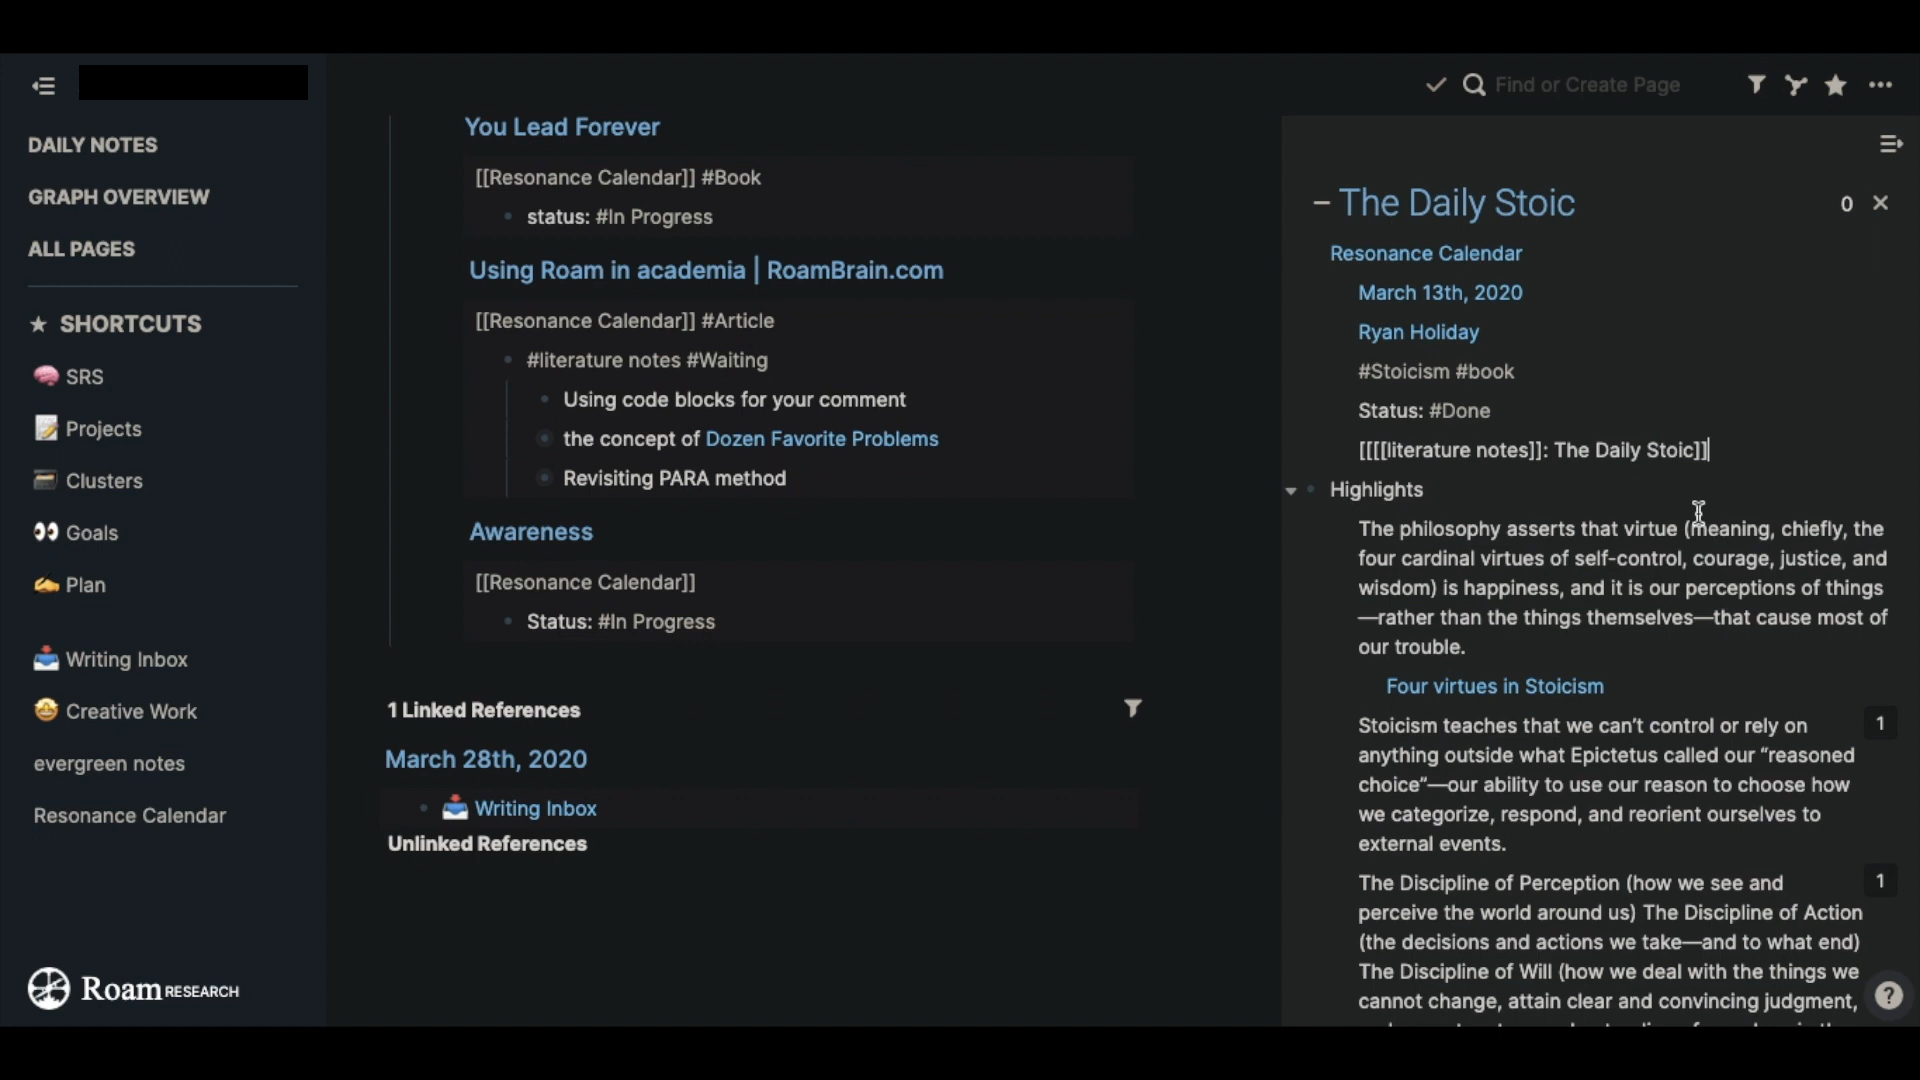 Find or Create Page
DAILY NOTES
GRAPH OVERVIEW
ALL PAGES
★ SHORTCUTS
🧠 SRS
📝 Projects
🗃 Clusters
👀 Goals
✍ Plan
📥 Writing Inbox
🤩 Creative Work
evergreen notes
Resonance Calendar
Roam RESEARCH
You Lead Forever
[[Resonance Calendar]] #Book
status: #In Progress
Using Roam in academia | RoamBrain.com
[[Resonance Calendar]] #Article
#literature notes #Waiting
Using code blocks for your comment
the concept of Dozen Favorite Problems
Revisiting PARA method
Awareness
[[Resonance Calendar]]
Status: #In Progress
1 Linked References
March 28th, 2020
📥 Writing Inbox
Unlinked References
The Daily Stoic 0
Resonance Calendar
March 13th, 2020
Ryan Holiday
#Stoicism #book
Status: #Done
[[[[literature notes]]: The Daily Stoic]]
Highlights
The philosophy asserts that virtue (meaning, chiefly, the
four cardinal virtues of self-control, courage, justice, and
wisdom) is happiness, and it is our perceptions of things
—rather than the things themselves—that cause most of
our trouble.
Four virtues in Stoicism
Stoicism teaches that we can't control or rely on 1
anything outside what Epictetus called our “reasoned
choice”—our ability to use our reason to choose how
we categorize, respond, and reorient ourselves to
external events.
The Discipline of Perception (how we see and 1
perceive the world around us) The Discipline of Action
(the decisions and actions we take—and to what end)
The Discipline of Will (how we deal with the things we
cannot change, attain clear and convincing judgment,
?